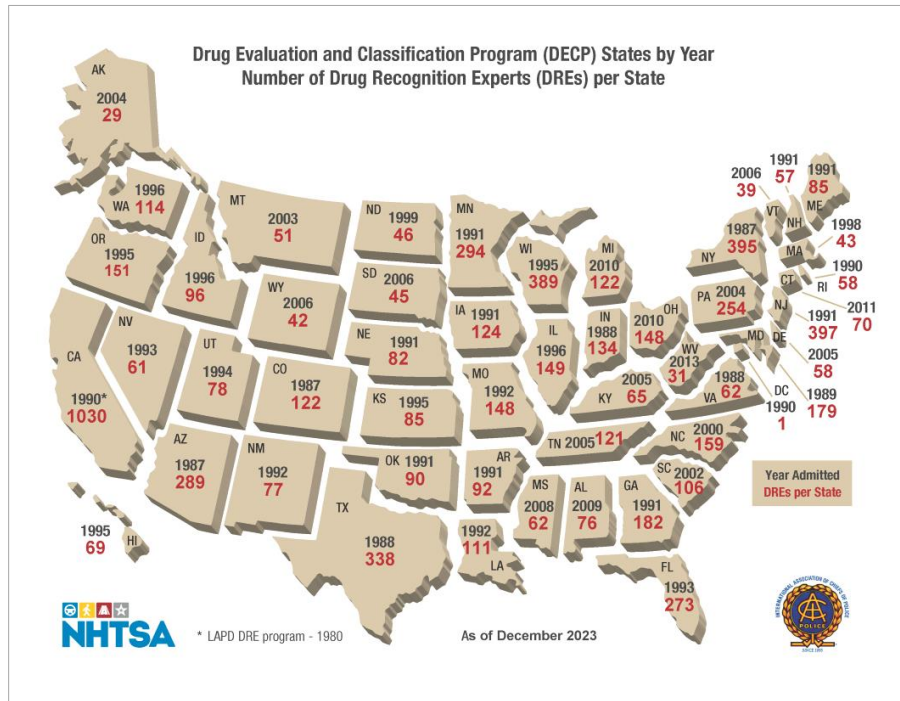 Drug Evaluation and Classification Program (DECP) States by Year
Number of Drug Recognition Experts (DREs) per State
AK
2004
29
WA
1996
114
OR
1995
151
ID
1996
96
MT
2003
51
ND
1999
46
MN
1991
294
WI
1995
389
MI
2010
122
NY
1987
395
2006
39
VT
1991
57
NH
1991
85
ME
MA
1998
43
1990
58
RI
CT
2011
70
NJ
1991
397
PA
2004
254
DE
2005
58
MD
1989
179
DC
1990
1
CA
1990*
1030
NV
1993
61
UT
1994
78
WY
2006
42
CO
1987
122
SD
2006
45
NE
1991
82
KS
1995
85
IA
1991
124
MO
1992
148
IL
1996
149
IN
1988
134
OH
2010
148
WV
2013
31
VA
1988
62
KY
2005
65
TN 2005 121
NC 2000
159
SC
2002
106
AZ
1987
289
NM
1992
77
OK
1991
90
AR
1991
92
TX
1988
338
1992
111
LA
MS
2008
62
AL
2009
76
GA
1991
182
FL
1993
273
1995
69
HI
Year Admitted
DREs per State
NHTSA
* LAPD DRE program - 1980
As of December 2023
INTERNATIONAL ASSOCIATION OF CHIEFS OF POLICE
POLICE
SINCE 1893